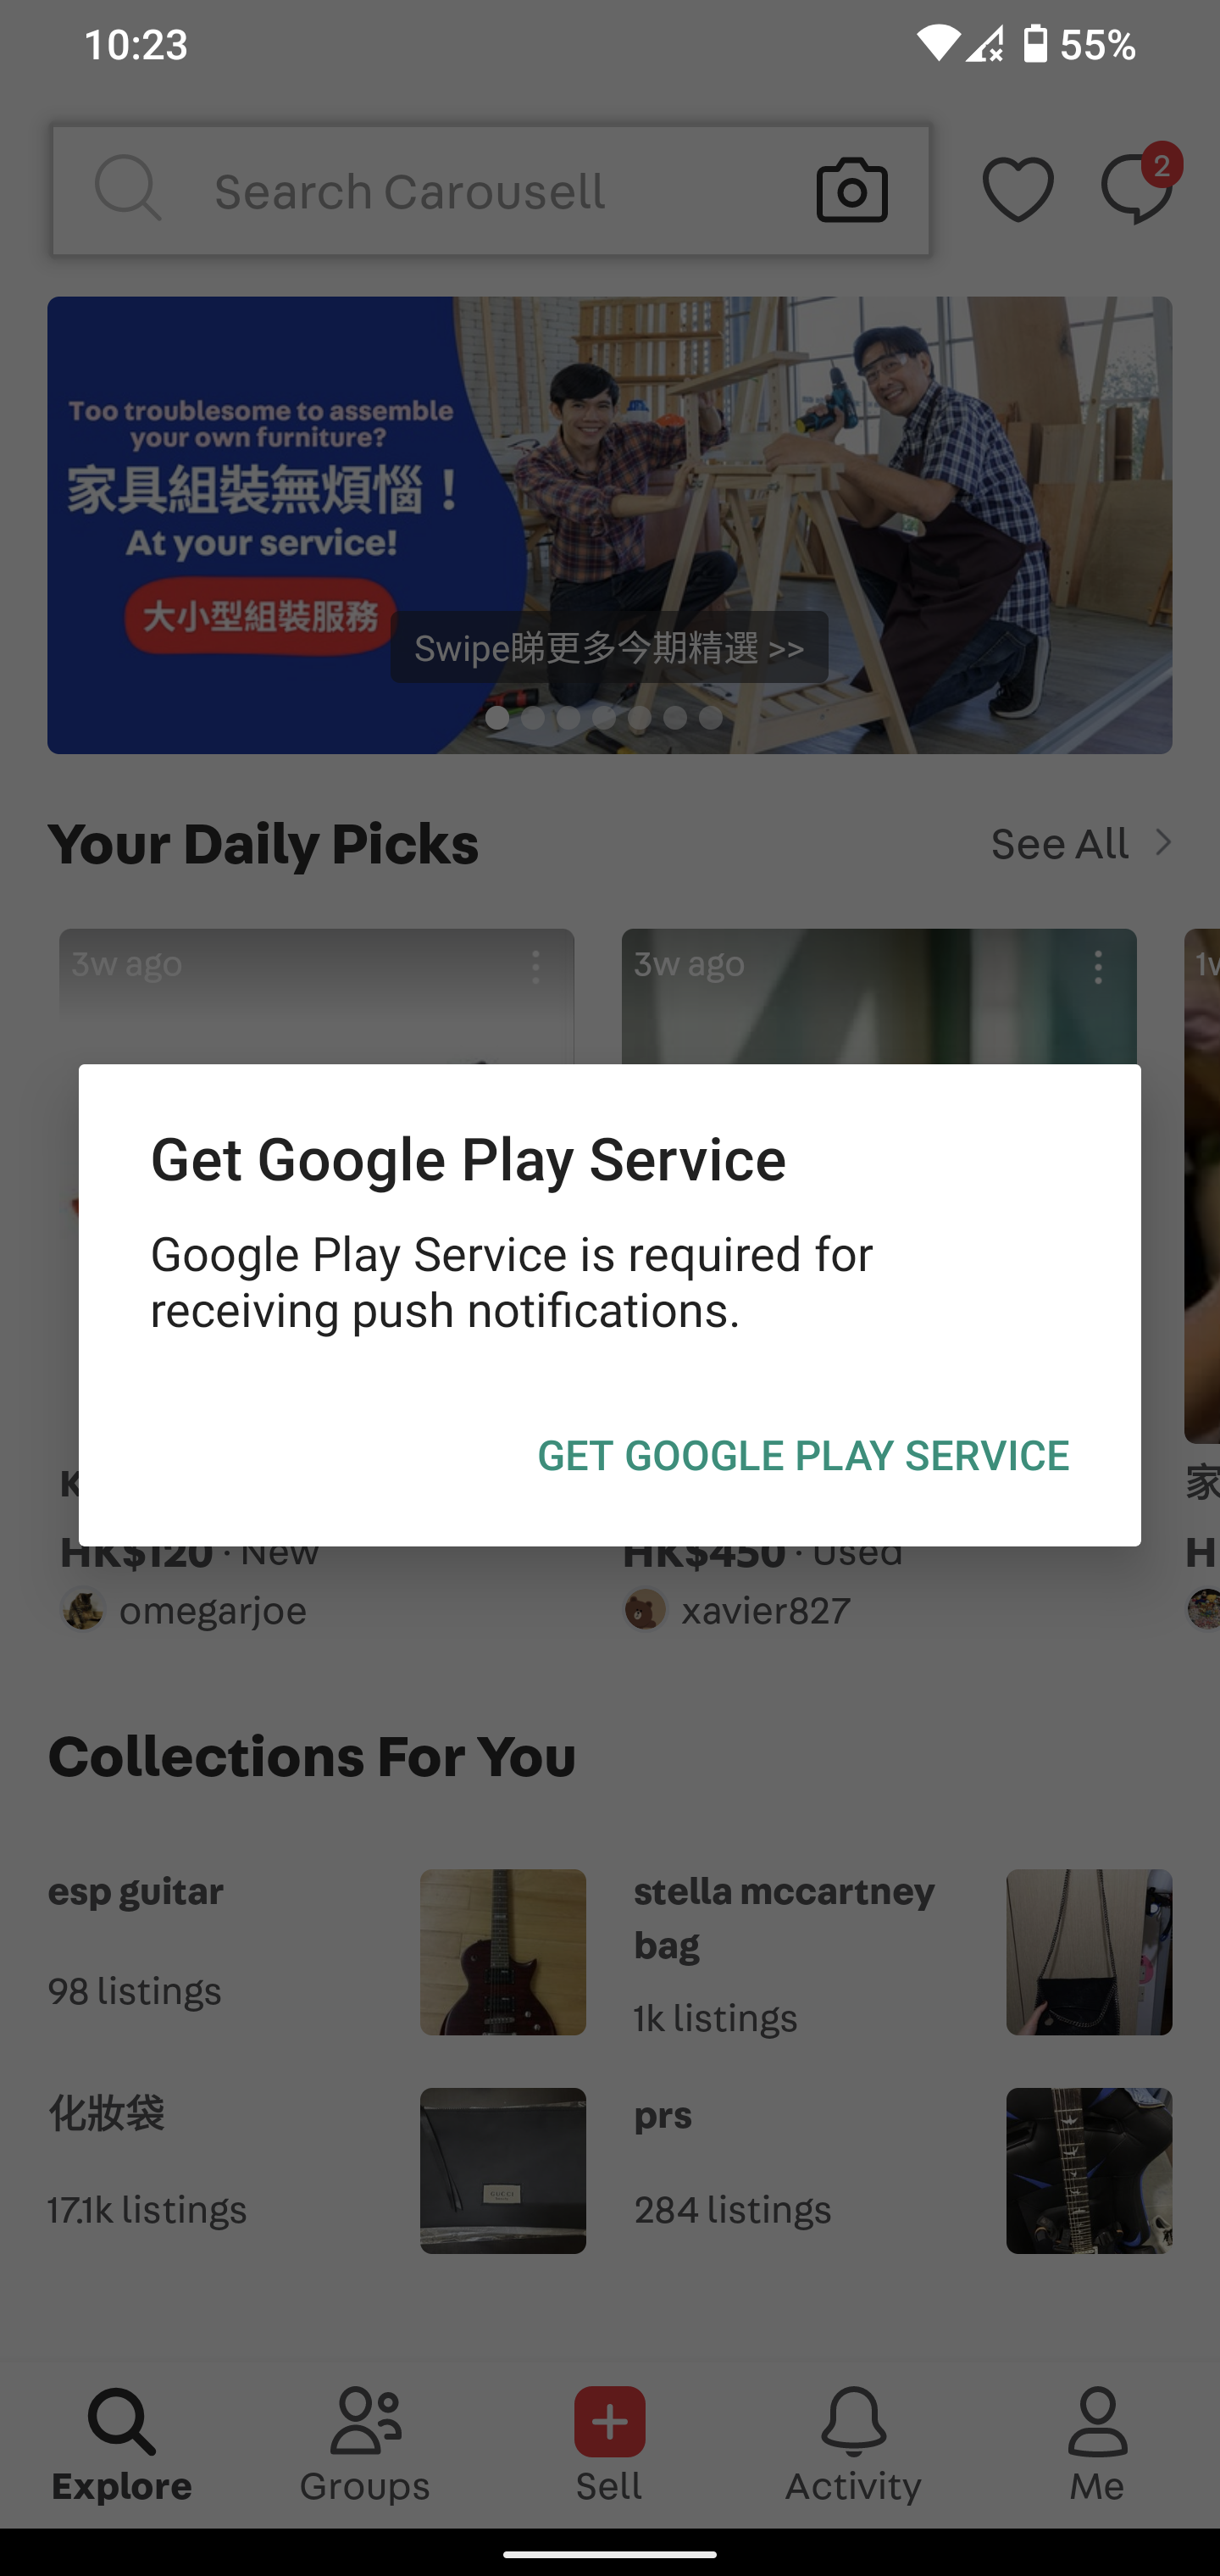 10:23
55%
Search Carousell
2
Too troublesome to assemble
your own furniture?
家具組裝無煩惱！
At your service!
大小型組裝服務
Swipe睇更多今期精選 >>
Your Daily Picks
See All
3w ago
3w ago
Get Google Play Service
Google Play Service is required for
receiving push notifications.
GET GOOGLE PLAY SERVICE
K
家
HK$120 · New
HK$450 · Used
H
omegarjoe
xavier827
Collections For You
esp guitar
98 listings
stella mccartney
bag
1k listings
化妝袋
17.1k listings
GUCCI
prs
284 listings
Explore
Groups
Sell
Activity
Me